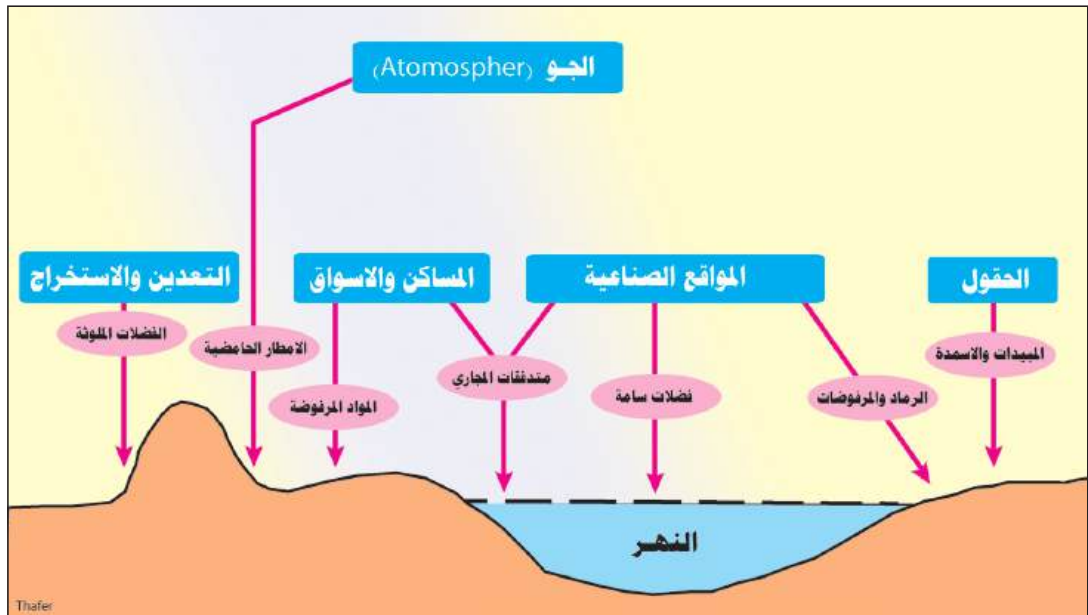 الجو (Atomospher)
الحقول
المواقع الصناعية
المساكن والاسواق
التعدين والاستخراج
المبيدات والاسمدة
الرماد والمرفوضات
فضلات سامة
متدفقات المجاري
المواد المرفوضة
الامطار الحامضية
الفضلات الملوثة
النهر
Thafer